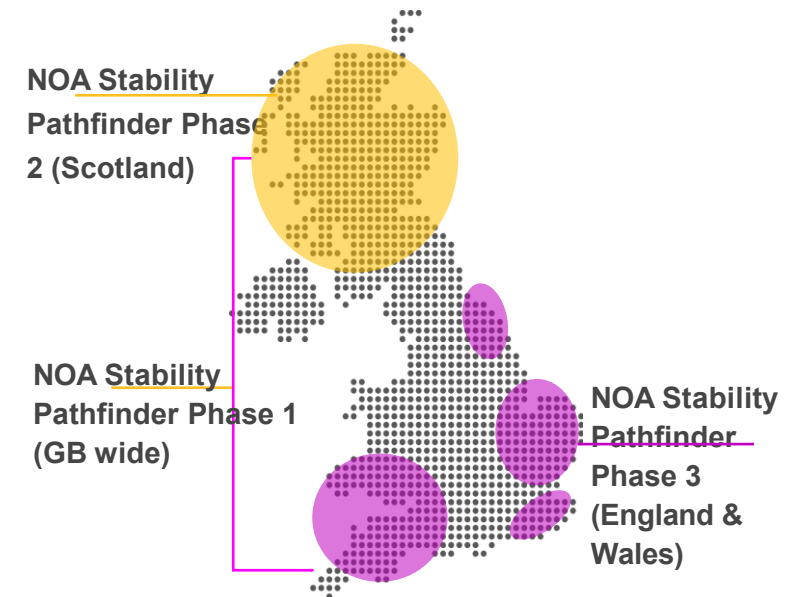 NOA Stability
Pathfinder Phase
2 (Scotland)
NOA Stability
Pathfinder Phase 1
(GB wide)
NOA Stability
Pathfinder
Phase 3
(England &
Wales)